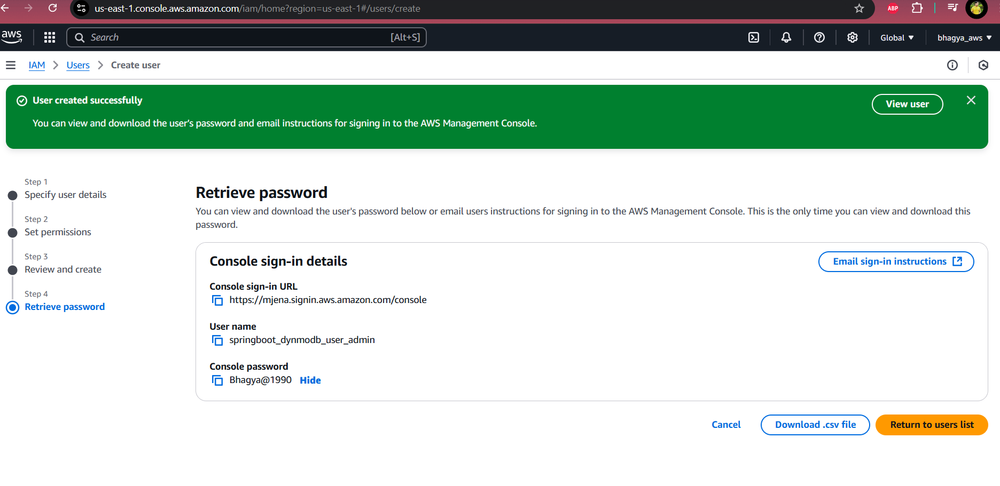 us-east-1.console.aws.amazon.com/iam/home?region=us-east-1#/users/create
ABP
aws
Search
[Alt+S]
Global
bhagya_aws
IAM
Users
Create user
User created successfully
View user
You can view and download the user's password and email instructions for signing in to the AWS Management Console.
Step 1
Specify user details
Step 2
Set permissions
Step 3
Review and create
Step 4
Retrieve password
Retrieve password
You can view and download the user's password below or email users instructions for signing in to the AWS Management Console. This is the only time you can view and download this
password.
Console sign-in details
Email sign-in instructions
Console sign-in URL
https://mjena.signin.aws.amazon.com/console
User name
springboot_dynmodb_user_admin
Console password
Bhagya@1990 Hide
Cancel
Download .csv file
Return to users list